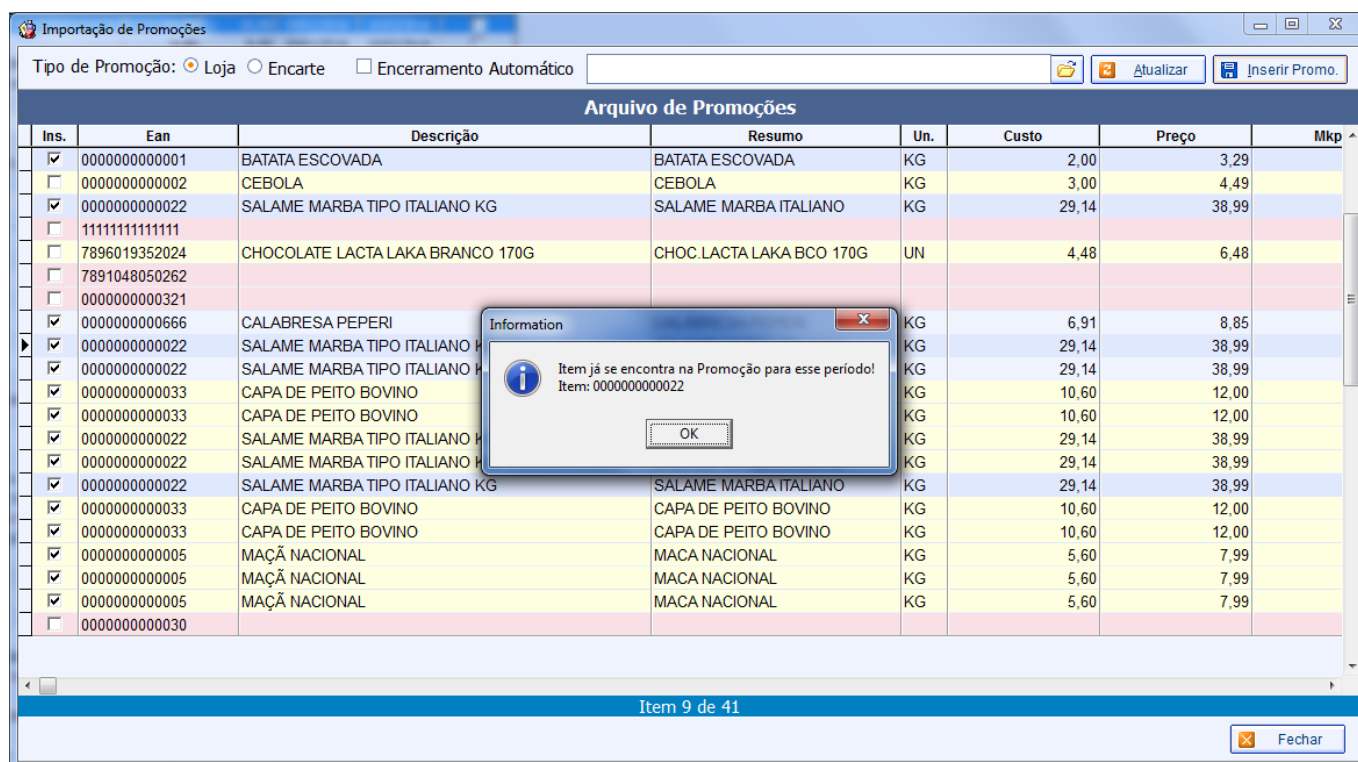 Importação de Promoções
Tipo de Promoção: Loja Encarte Encerramento Automático Atualizar Inserir Promo.
Arquivo de Promoções
Ins. Ean Descrição Resumo Un. Custo Preço Mkp
0000000000001 BATATA ESCOVADA BATATA ESCOVADA KG 2,00 3,29
0000000000002 CEBOLA CEBOLA KG 3,00 4,49
0000000000022 SALAME MARBA TIPO ITALIANO KG SALAME MARBA ITALIANO KG 29,14 38,99
11111111111111
7896019352024 CHOCOLATE LACTA LAKA BRANCO 170G CHOC.LACTA LAKA BCO 170G UN 4,48 6,48
7891048050262
0000000000321
0000000000666 CALABRESA PEPERI KG 6,91 8,85
0000000000022 SALAME MARBA TIPO ITALIANO KG 29,14 38,99
0000000000022 SALAME MARBA TIPO ITALIANO KG 29,14 38,99
0000000000033 CAPA DE PEITO BOVINO KG 10,60 12,00
0000000000033 CAPA DE PEITO BOVINO KG 10,60 12,00
0000000000022 SALAME MARBA TIPO ITALIANO KG 29,14 38,99
0000000000022 SALAME MARBA TIPO ITALIANO KG 29,14 38,99
0000000000022 SALAME MARBA TIPO ITALIANO KG SALAME MARBA ITALIANO KG 29,14 38,99
0000000000033 CAPA DE PEITO BOVINO CAPA DE PEITO BOVINO KG 10,60 12,00
0000000000033 CAPA DE PEITO BOVINO CAPA DE PEITO BOVINO KG 10,60 12,00
0000000000005 MAÇÃ NACIONAL MACA NACIONAL KG 5,60 7,99
0000000000005 MAÇÃ NACIONAL MACA NACIONAL KG 5,60 7,99
0000000000005 MAÇÃ NACIONAL MACA NACIONAL KG 5,60 7,99
0000000000030
Information
Item já se encontra na Promoção para esse período!
Item: 0000000000022
OK
Item 9 de 41
Fechar